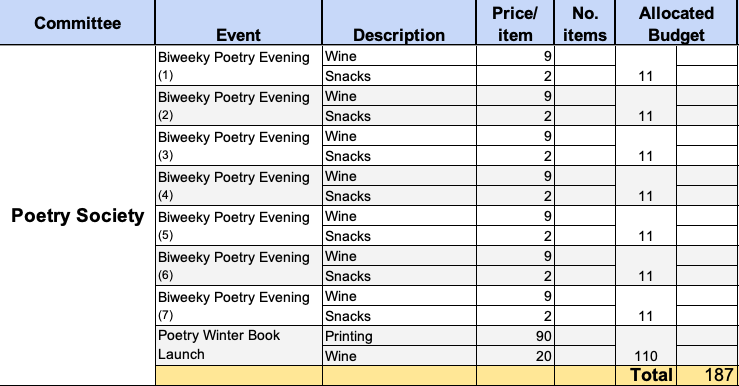 Committee Event Description Price/ item No. items Allocated Budget
Poetry Society
Biweeky Poetry Evening (1) Wine 9
Snacks 2 11
Biweeky Poetry Evening (2) Wine 9
Snacks 2 11
Biweeky Poetry Evening (3) Wine 9
Snacks 2 11
Biweeky Poetry Evening (4) Wine 9
Snacks 2 11
Biweeky Poetry Evening (5) Wine 9
Snacks 2 11
Biweeky Poetry Evening (6) Wine 9
Snacks 2 11
Biweeky Poetry Evening (7) Wine 9
Snacks 2 11
Poetry Winter Book Launch Printing 90
Wine 20 110
Total 187